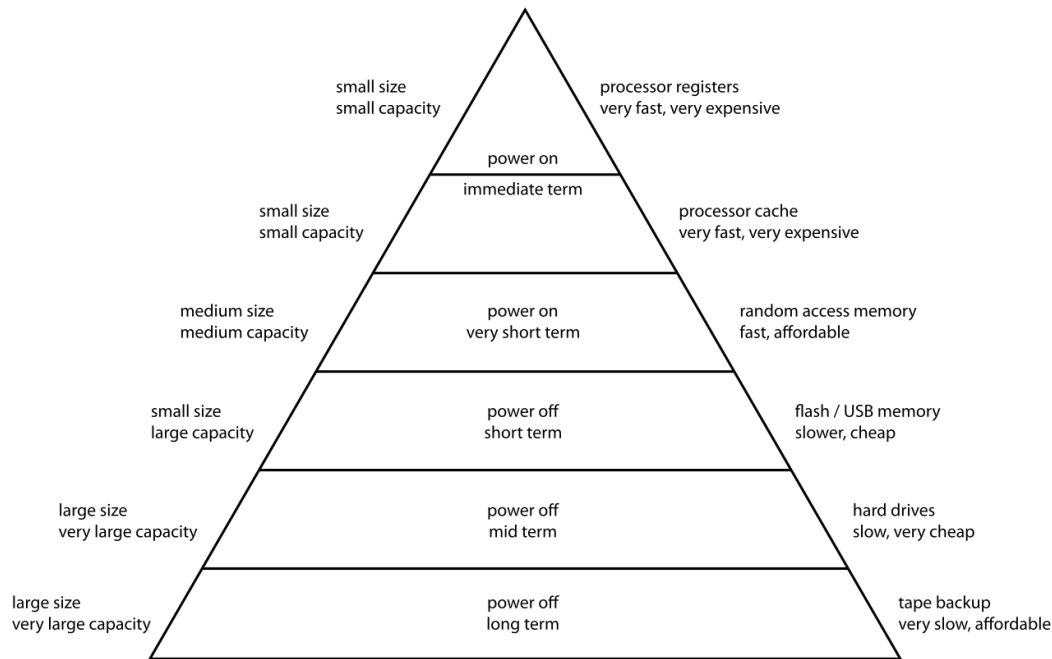 small size
small capacity
processor registers
very fast, very expensive
power on
immediate term
small size
small capacity
processor cache
very fast, very expensive
medium size
medium capacity
power on
very short term
random access memory
fast, affordable
small size
large capacity
power off
short term
flash / USB memory
slower, cheap
large size
very large capacity
power off
mid term
hard drives
slow, very cheap
large size
very large capacity
power off
long term
tape backup
very slow, affordable